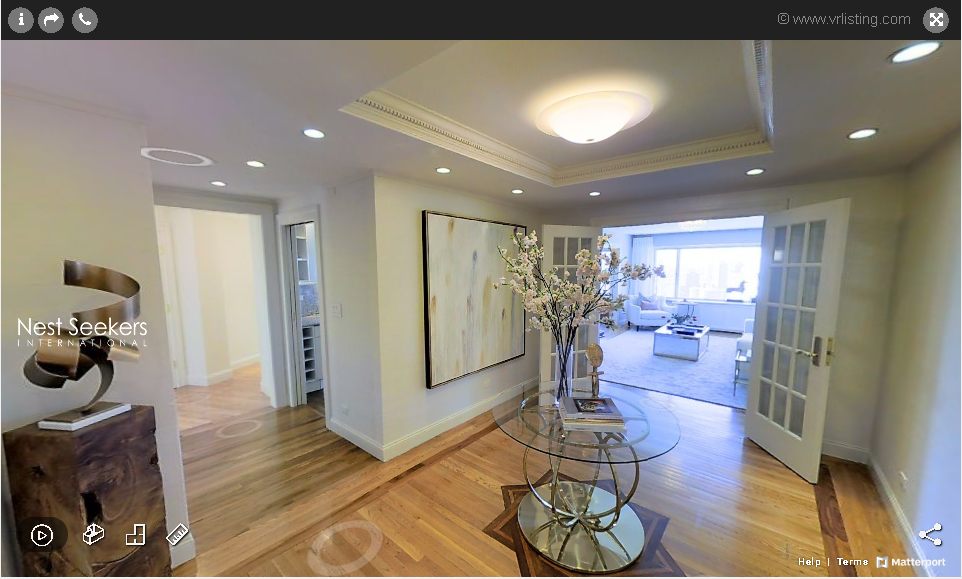 © www.vrlisting.com
Nest Seekers
INTERNATIONAL
Help | Terms Matterport